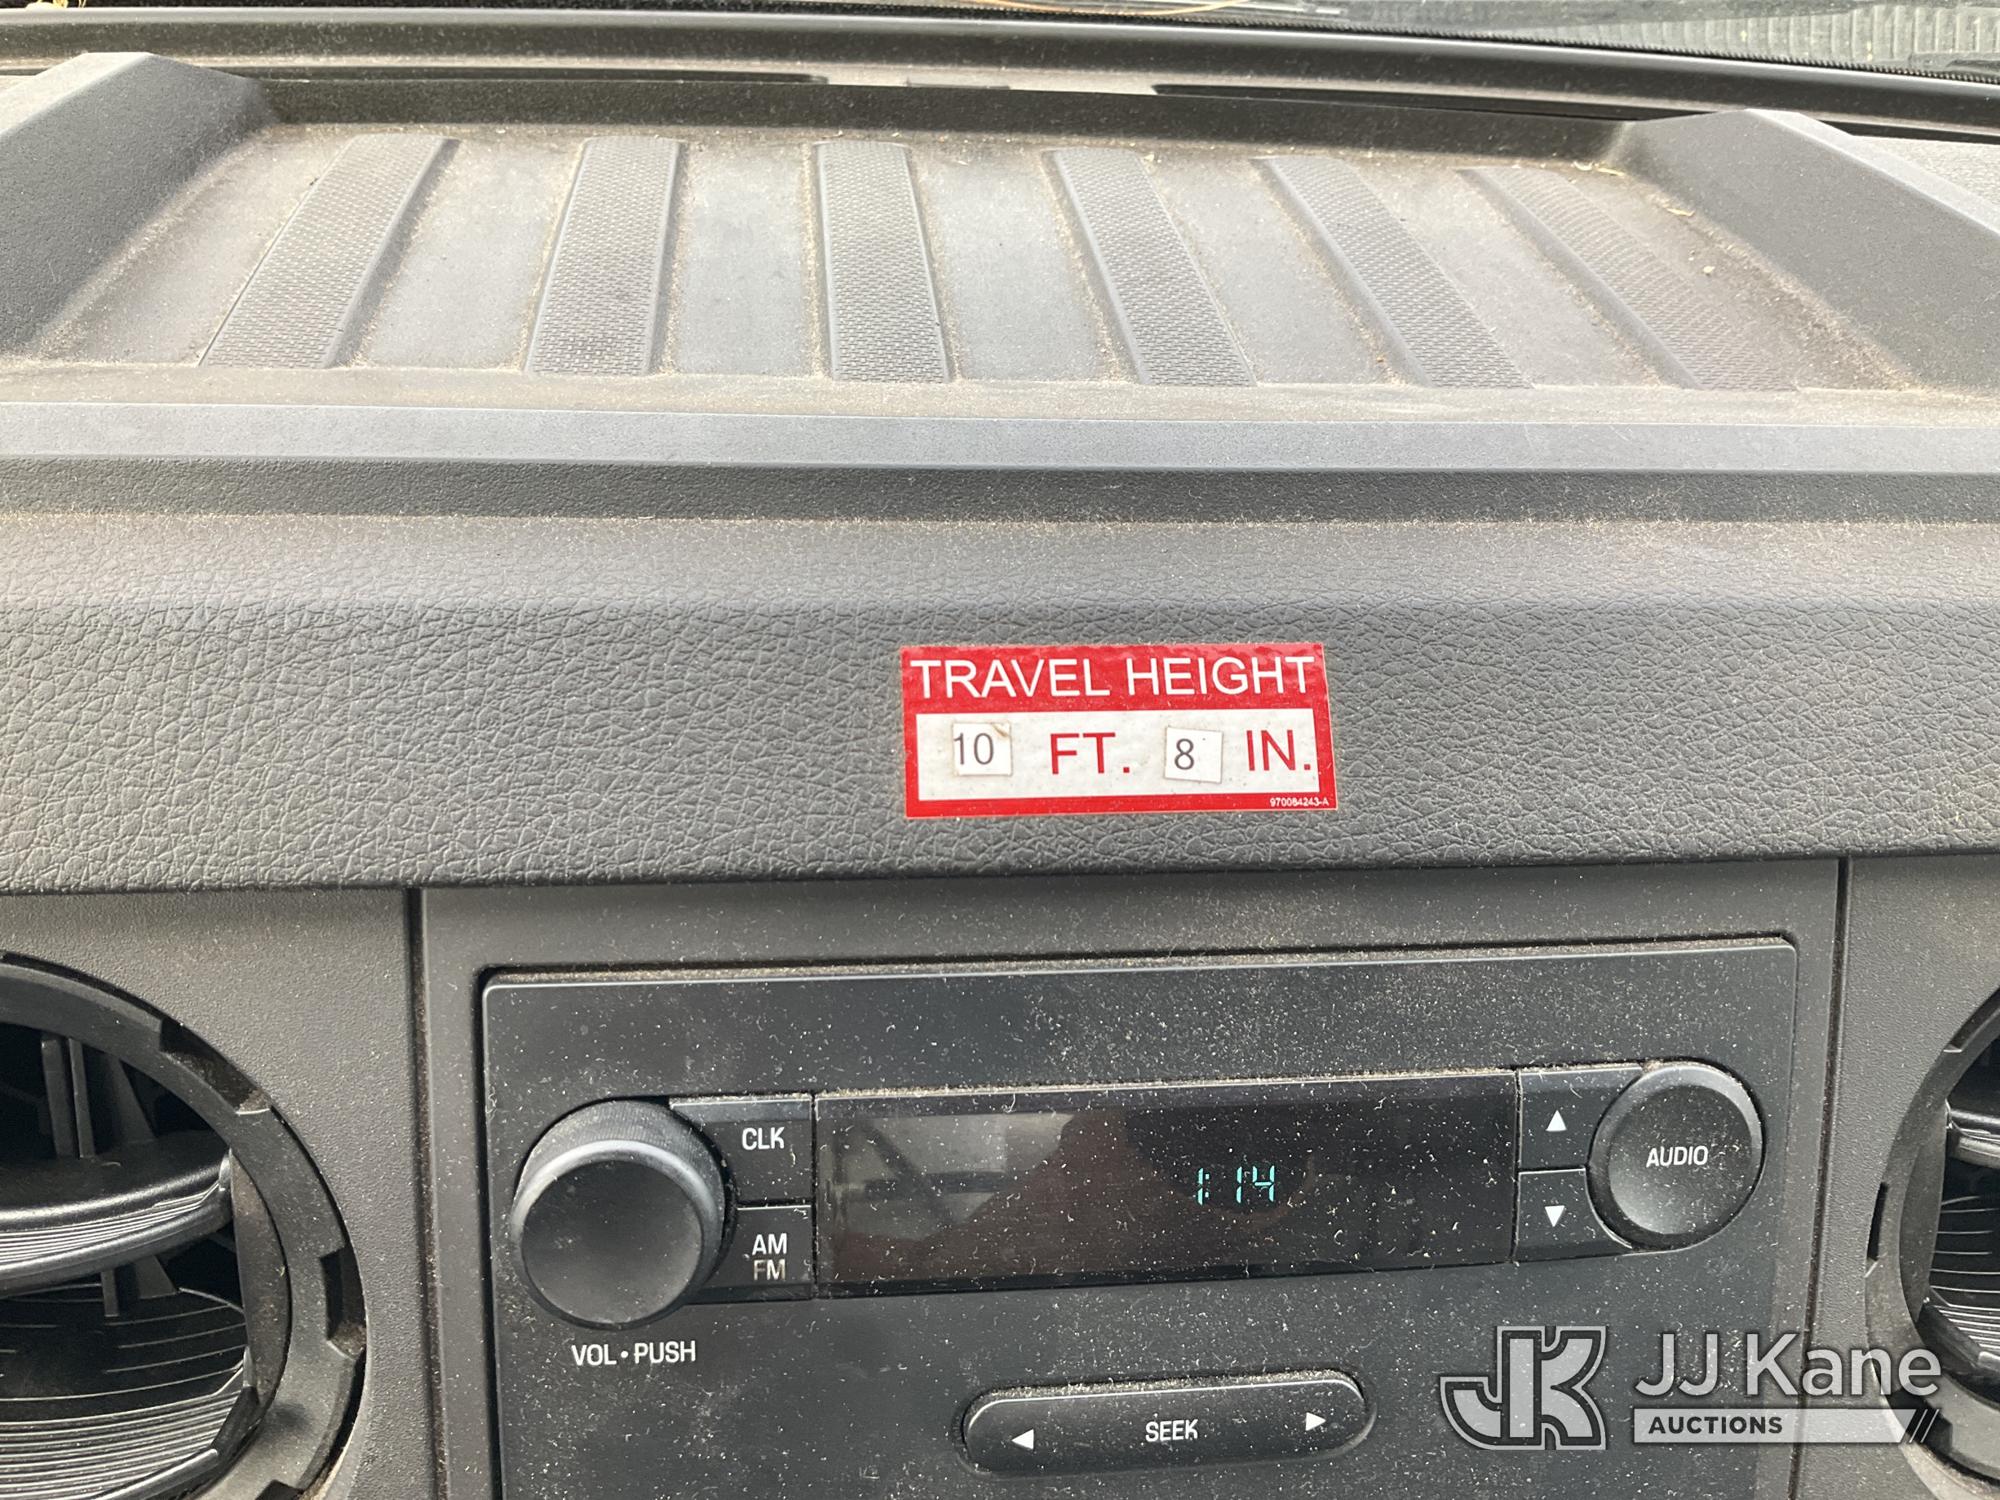 TRAVEL HEIGHT
10 FT. 8 IN.
970084243-A
CLK
1:14
AUDIO
AM
FM
VOL • PUSH
SEEK
JK JJ Kane
AUCTIONS